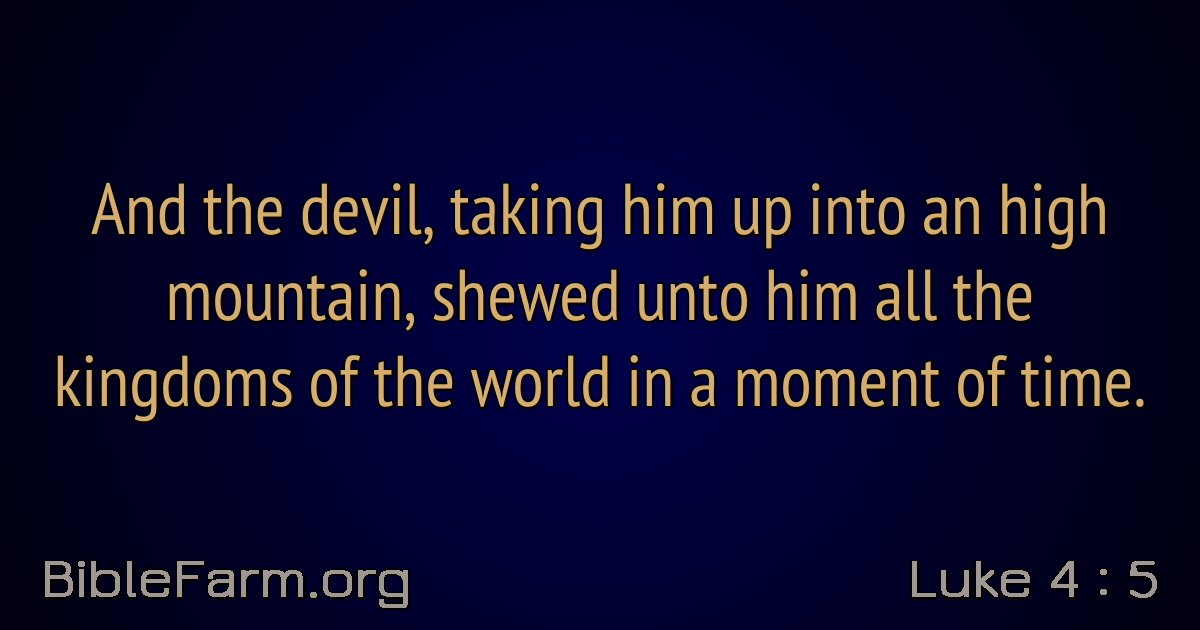 And the devil, taking him up into an high
mountain, shewed unto him all the
kingdoms of the world in a moment of time.
BibleFarm.org
Luke 4 : 5